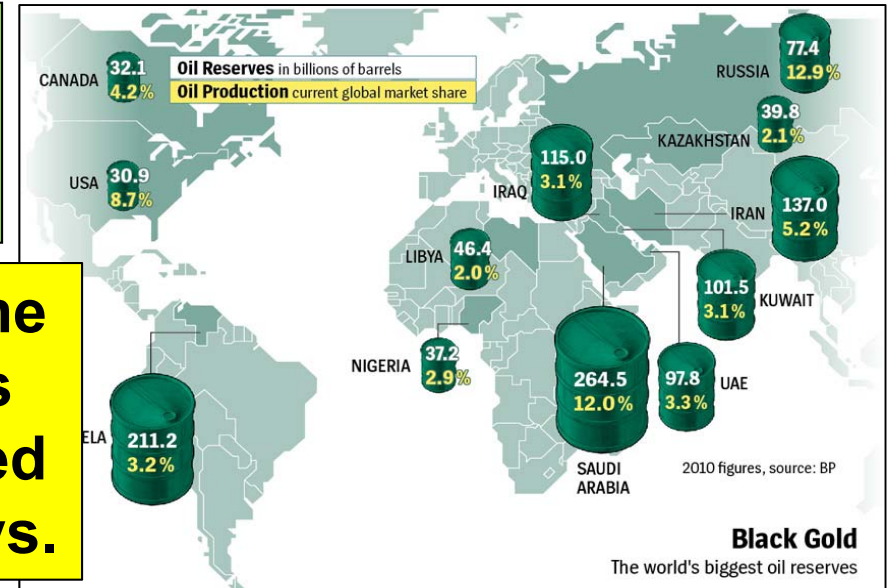 CANADA
32.1
4.2%
Oil Reserves in billions of barrels
Oil Production current global market share
RUSSIA
77.4
12.9%
USA
30.9
8.7%
KAZAKHSTAN
39.8
2.1%
IRAQ
115.0
3.1%
IRAN
137.0
5.2%
LIBYA
46.4
2.0%
101.5
3.1%
KUWAIT
NIGERIA
37.2
2.9%
264.5
12.0%
SAUDI
ARABIA
97.8
3.3%
UAE
ELA
211.2
3.2%
2010 figures, source: BP
Black Gold
The world's biggest oil reserves
ne
s
ed
ys.